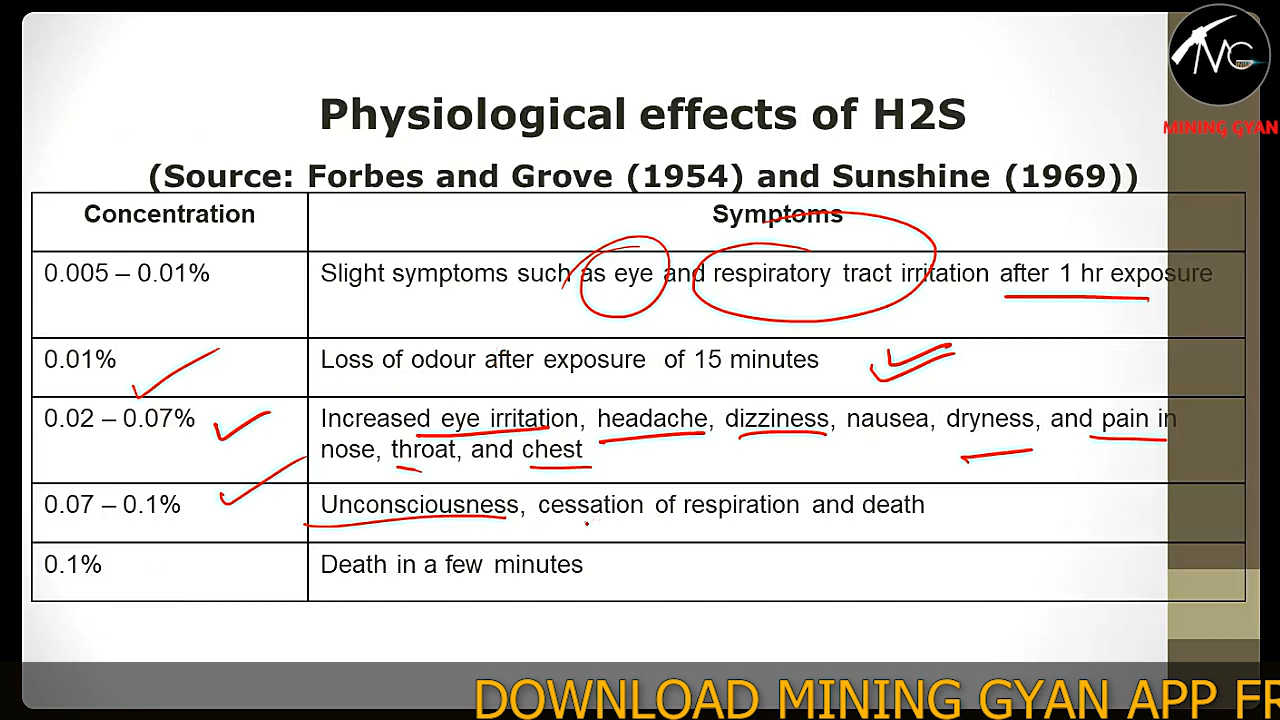 MG
MINING GYAN
Physiological effects of H2S
(Source: Forbes and Grove (1954) and Sunshine (1969))
Concentration Symptoms
0.005 – 0.01% Slight symptoms such as eye and respiratory tract irritation after 1 hr exposure
0.01% Loss of odour after exposure of 15 minutes
0.02 – 0.07% Increased eye irritation, headache, dizziness, nausea, dryness, and pain in
nose, throat, and chest
0.07 – 0.1% Unconsciousness, cessation of respiration and death
0.1% Death in a few minutes
DOWNLOAD MINING GYAN APP FR